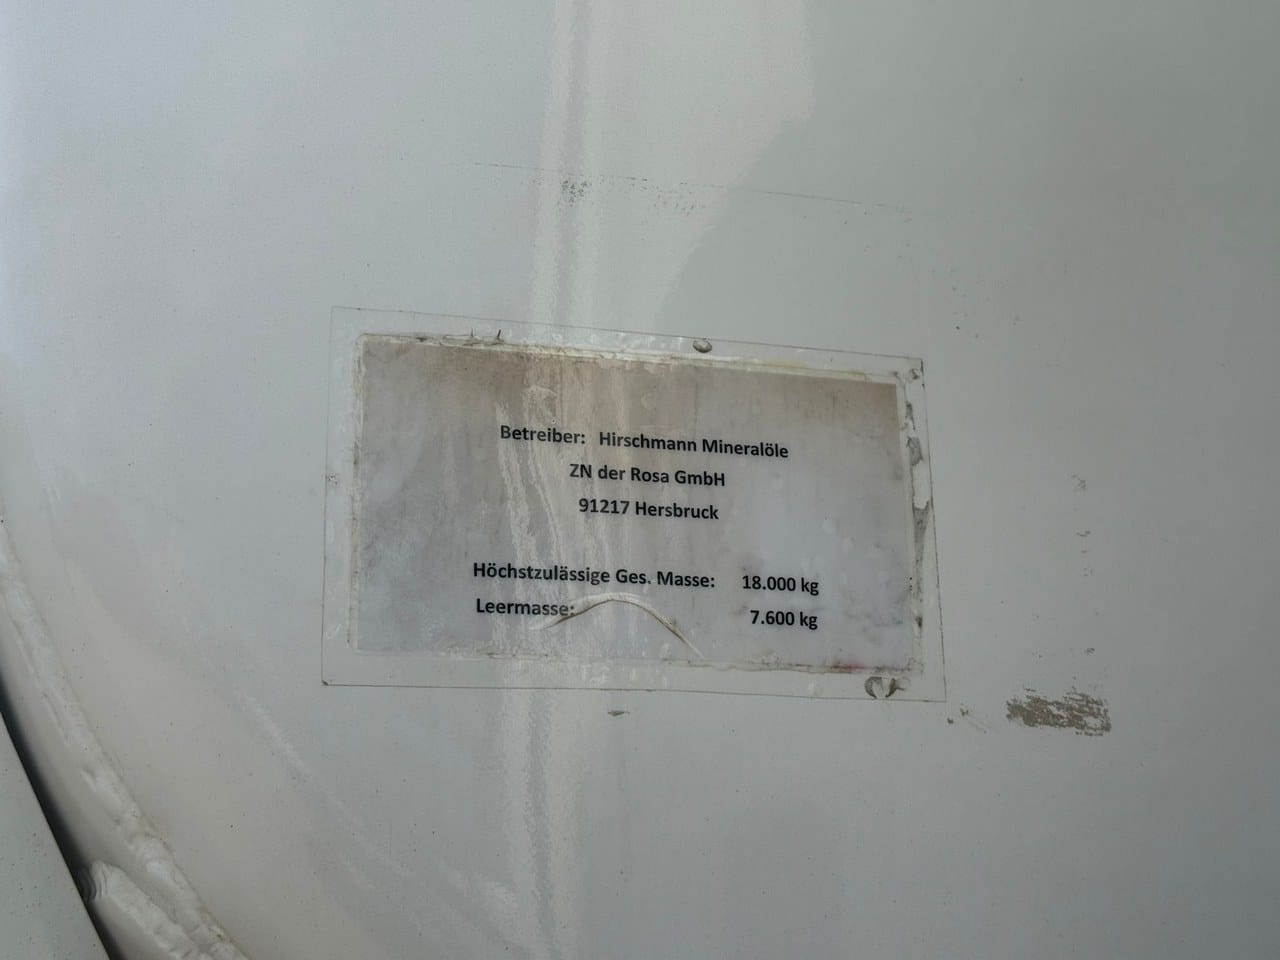 Betreiber: Hirschmann Mineralöle
ZN der Rosa GmbH
91217 Hersbruck
Höchstzulässige Ges. Masse: 18.000 kg
Leermasse: 7.600 kg